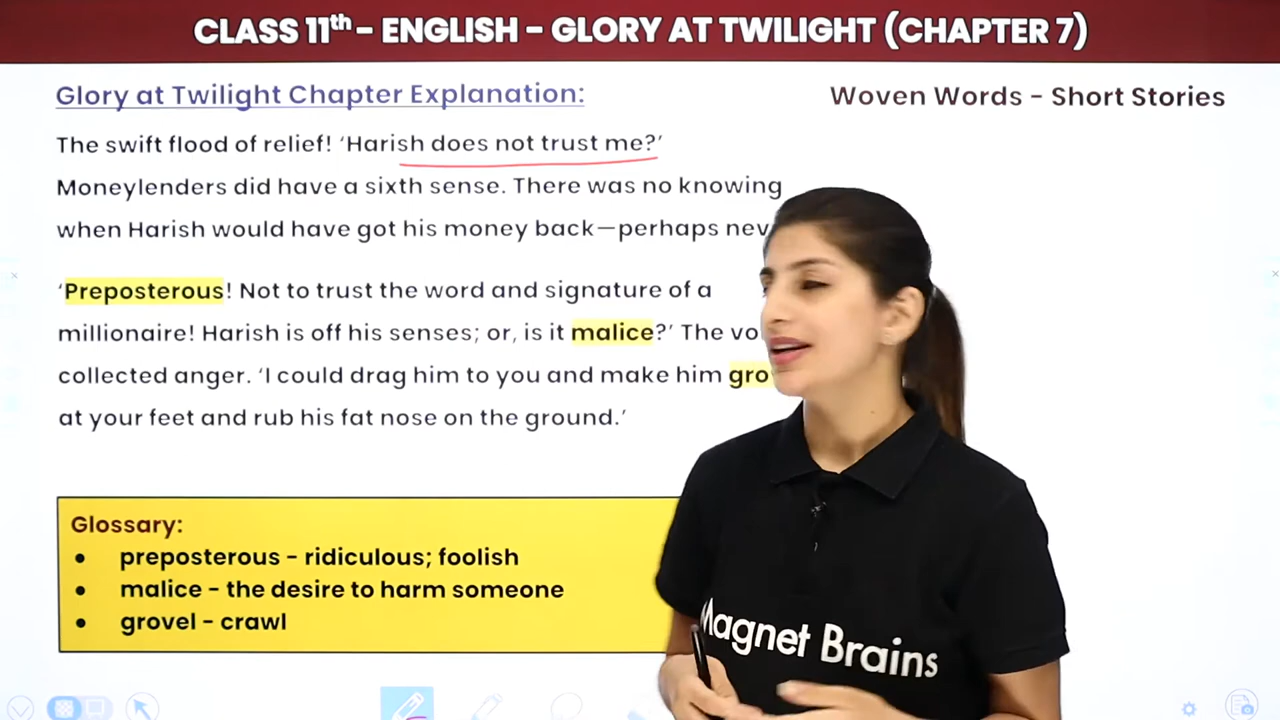 CLASS 11th - ENGLISH - GLORY AT TWILIGHT (CHAPTER 7)
Glory at Twilight Chapter Explanation:
Woven Words - Short Stories
The swift flood of relief! ‘Harish does not trust me?’
Moneylenders did have a sixth sense. There was no knowing
when Harish would have got his money back—perhaps
‘Preposterous! Not to trust the word and signature of a
millionaire! Harish is off his senses; or, is it malice?’ The
collected anger. ‘I could drag him to you and make him
at your feet and rub his fat nose on the ground.’
Glossary:
● preposterous - ridiculous; foolish
● malice - the desire to harm someone
● grovel - crawl
Magnet Brains